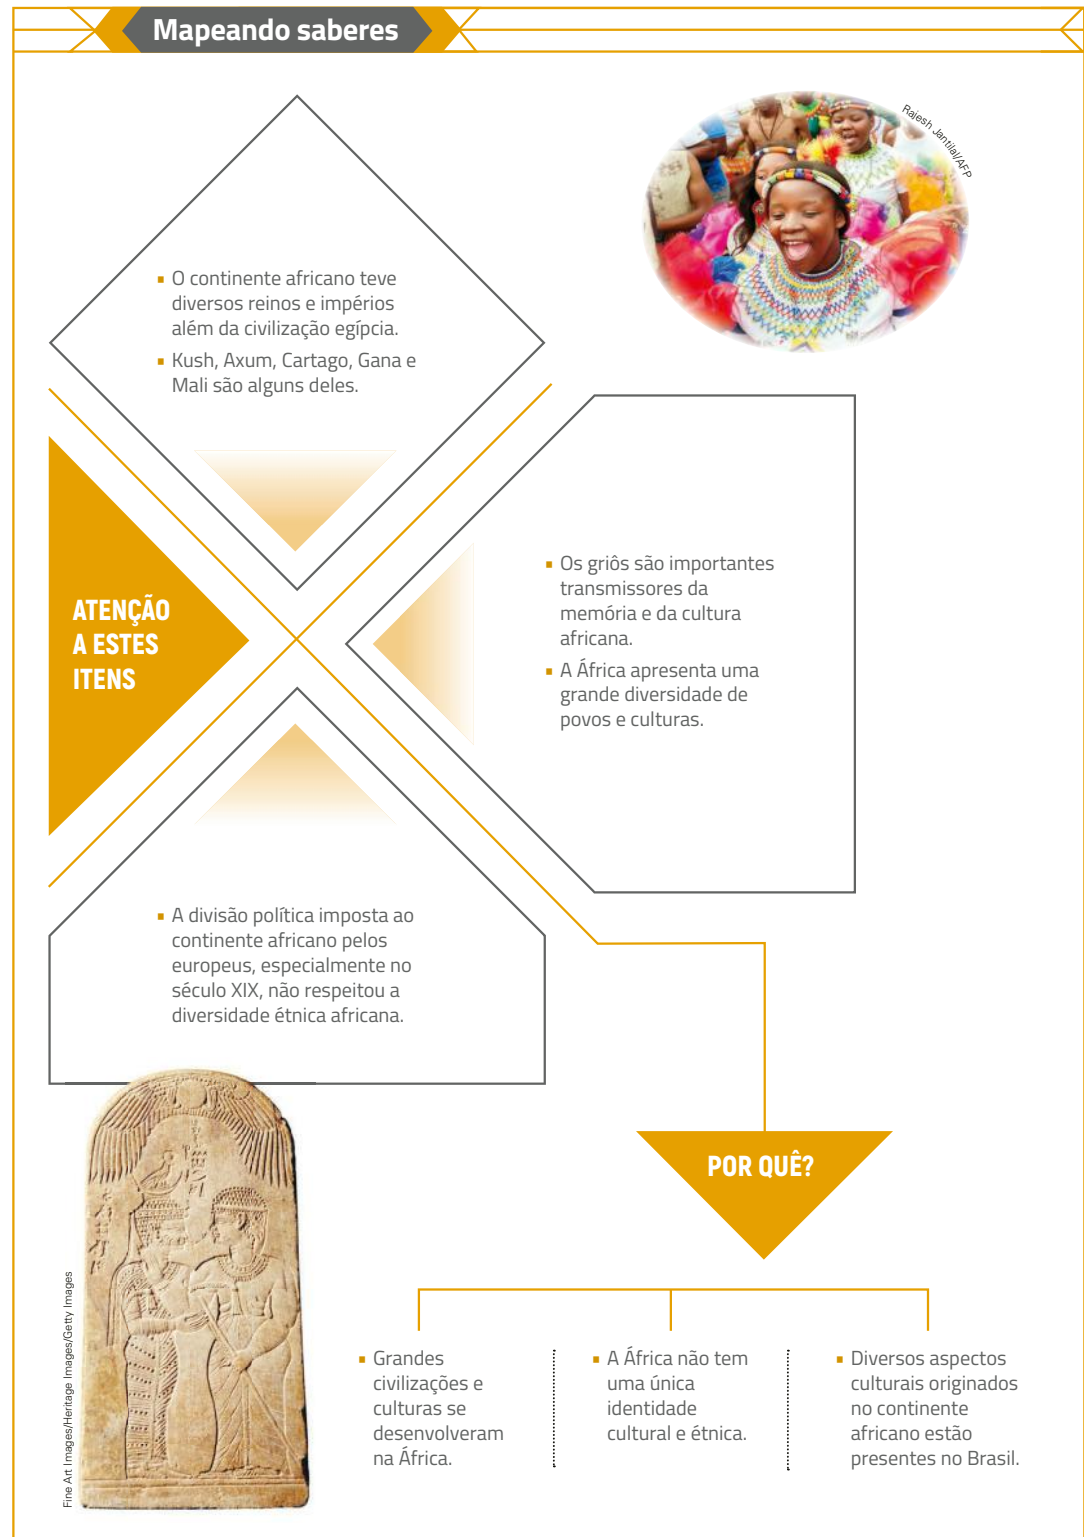 Mapeando saberes
Rajesh Jantilal/AFP
▪ O continente africano teve
diversos reinos e impérios
além da civilização egípcia.
▪ Kush, Axum, Cartago, Gana e
Mali são alguns deles.
ATENÇÃO
A ESTES
ITENS
▪ Os griôs são importantes
transmissores da
memória e da cultura
africana.
▪ A África apresenta uma
grande diversidade de
povos e culturas.
▪ A divisão política imposta ao
continente africano pelos
europeus, especialmente no
século XIX, não respeitou a
diversidade étnica africana.
Fine Art Images/Heritage Images/Getty Images
POR QUÊ?
▪ Grandes
civilizações e
culturas se
desenvolveram
na África.
▪ A África não tem
uma única
identidade
cultural e étnica.
▪ Diversos aspectos
culturais originados
no continente
africano estão
presentes no Brasil.